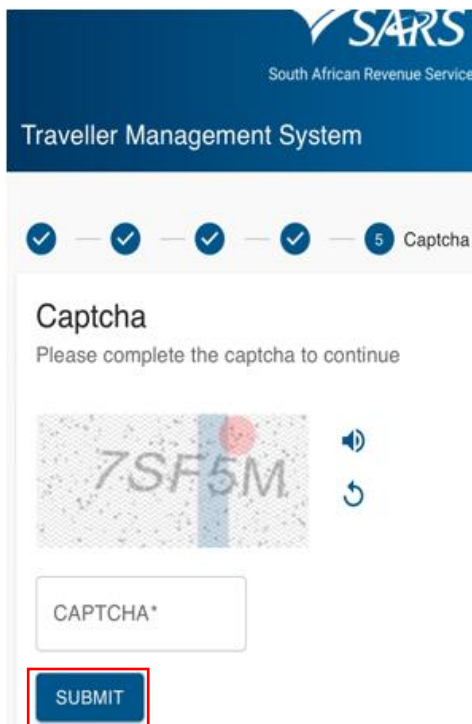 SARS
South African Revenue Service
Traveller Management System
5 Captcha
Captcha
Please complete the captcha to continue
7SF5M
CAPTCHA*
SUBMIT